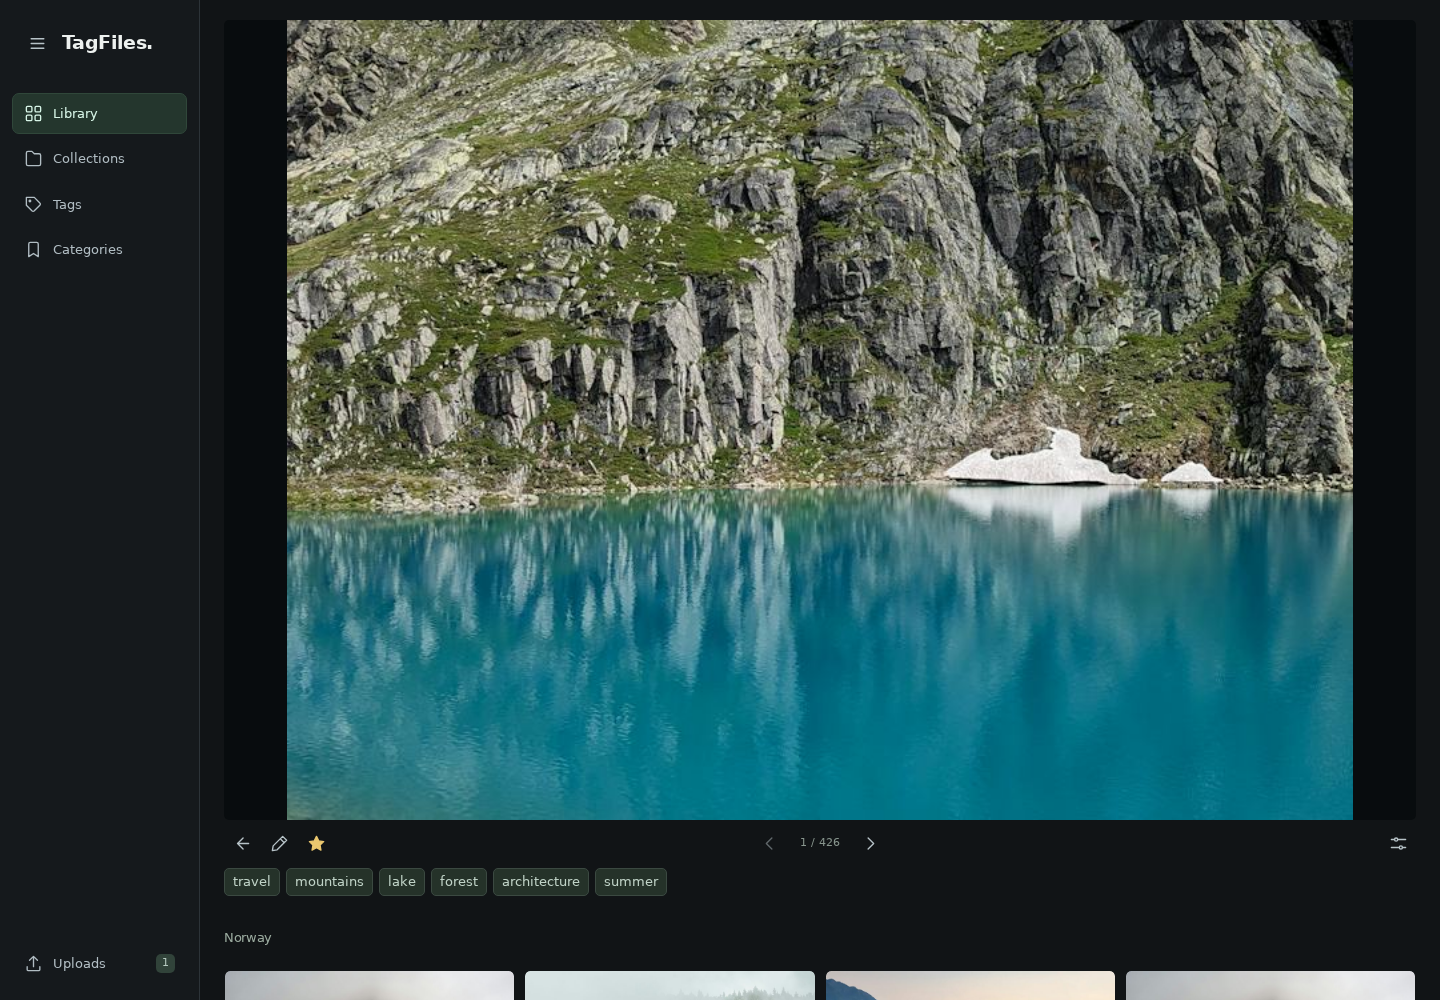 TagFiles.
Library
Collections
Tags
Categories
Uploads 1
1 / 426
travel mountains lake forest architecture summer
Norway